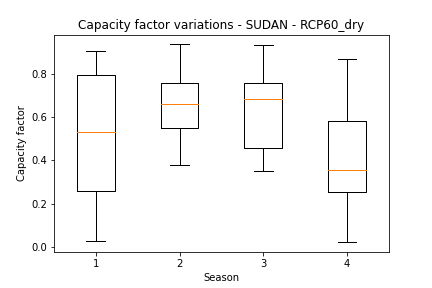 Capacity factor variations - SUDAN - RCP60_dry
Capacity factor
0.8
0.6
0.4
0.2
0.0
1 2 3 4
Season